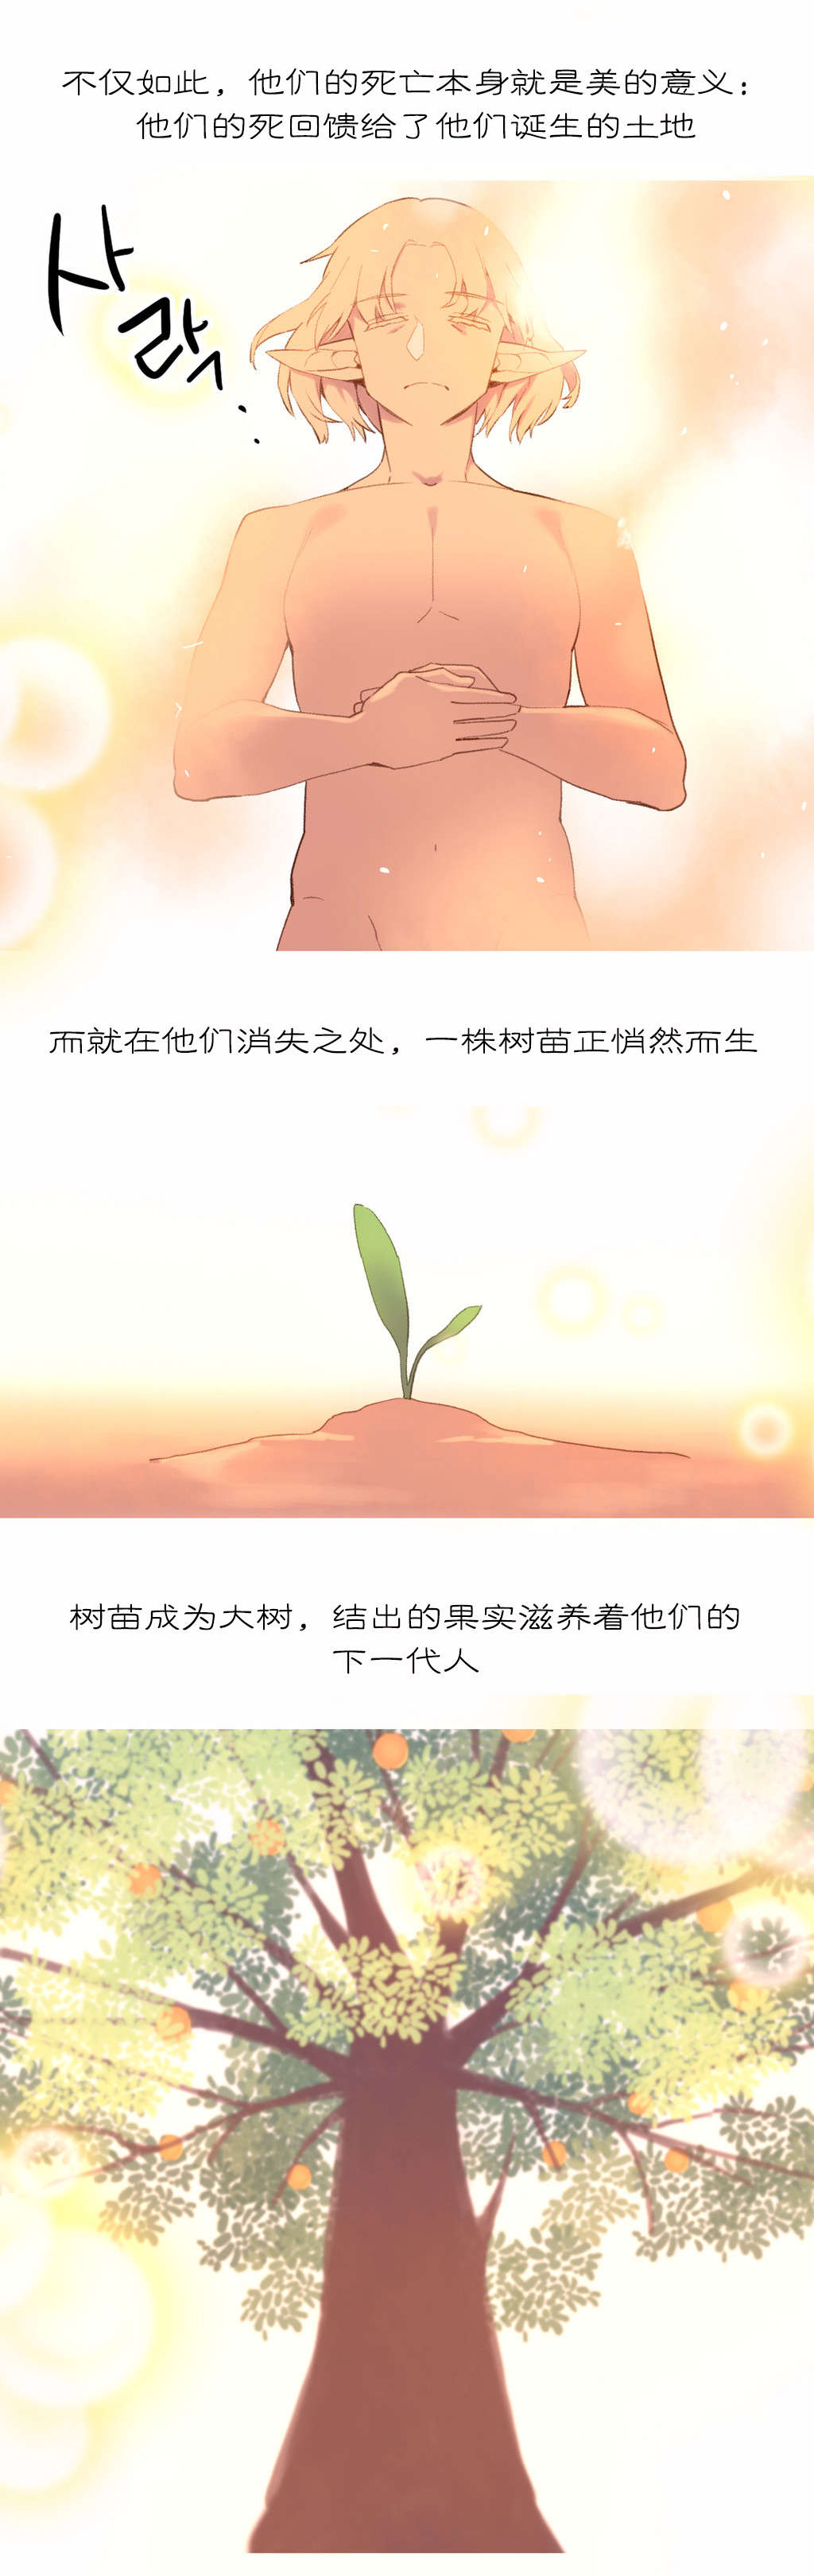 不仅如此，他们的死亡本身就是美的意义：
他们的死回馈给了他们诞生的土地
사락..
而就在他们消失之处，一株树苗正悄然而生
树苗成为大树，结出的果实滋养着他们的
下一代人